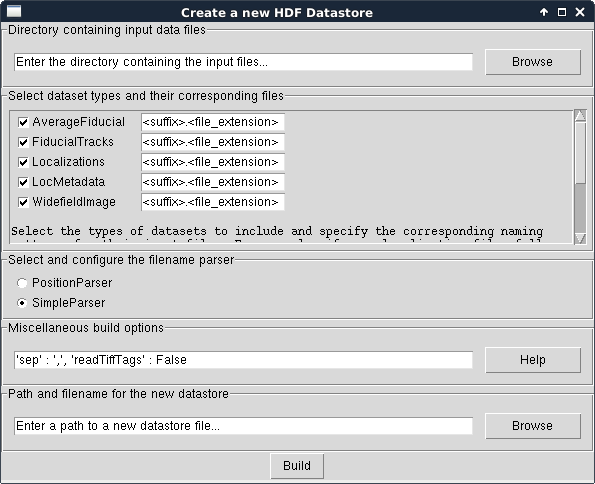 Create a new HDF Datastore
Directory containing input data files
Enter the directory containing the input files... Browse
Select dataset types and their corresponding files
AverageFiducial <suffix>.<file_extension>
FiducialTracks <suffix>.<file_extension>
Localizations <suffix>.<file_extension>
LocMetadata <suffix>.<file_extension>
WidefieldImage <suffix>.<file_extension>
Select the types of datasets to include and specify the corresponding naming
Select and configure the filename parser
PositionParser
SimpleParser
Miscellaneous build options
'sep' : ',', 'readTiffTags' : False Help
Path and filename for the new datastore
Enter a path to a new datastore file... Browse
Build